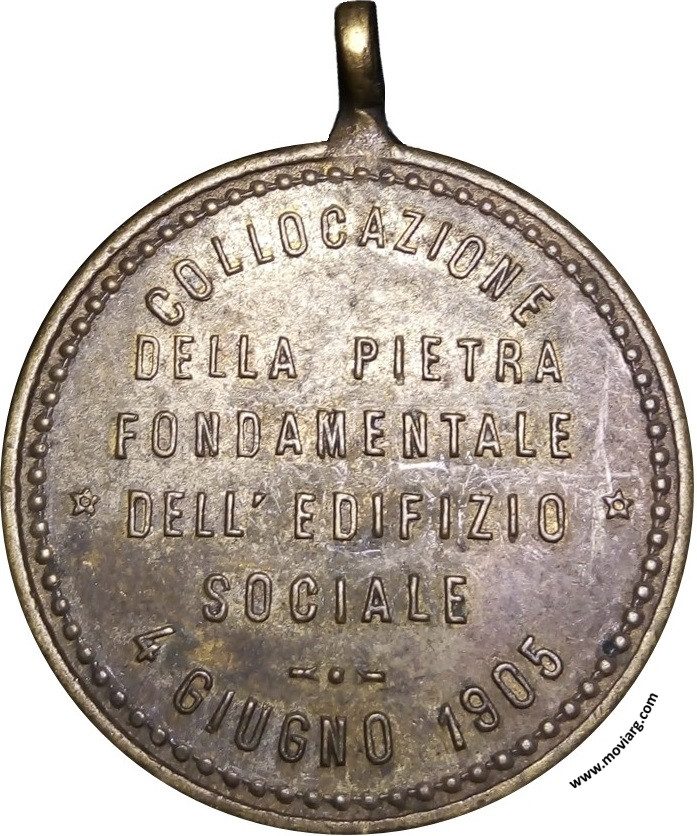 COLLOCAZIONE
DELLA PIETRA
FONDAMENTALE
DELL' EDIFIZIO
SOCIALE
4 GIUGNO 1905
www.moviarg.com